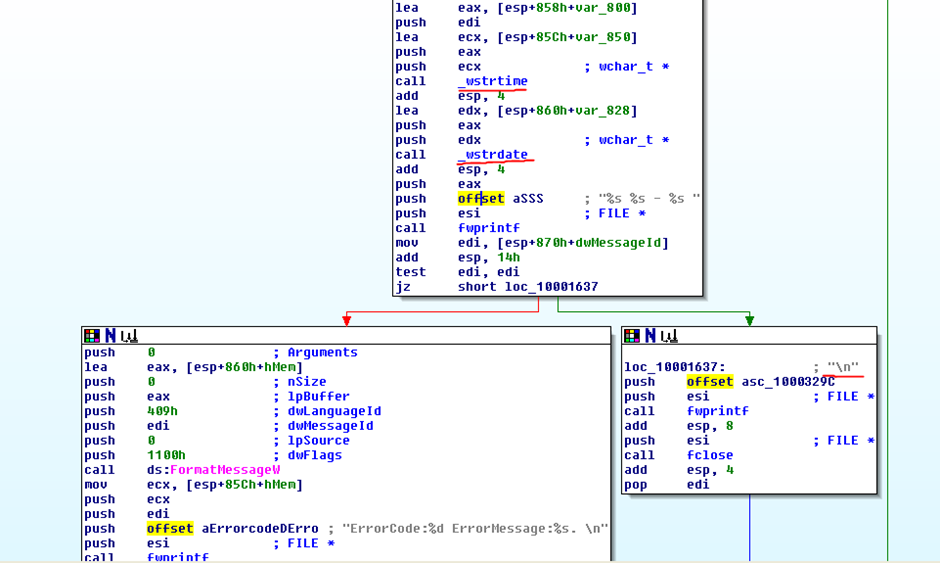 lea eax, [esp+858h+var_800]
push edi
lea ecx, [esp+85Ch+var_850]
push eax
push ecx ; wchar_t *
call _wstrtime
add esp, 4
lea edx, [esp+860h+var_828]
push eax
push edx ; wchar_t *
call _wstrdate
add esp, 4
push eax
push offset aSSS ; "%s %s - %s "
push esi ; FILE *
call fwprintf
mov edi, [esp+870h+dwMessageId]
add esp, 14h
test edi, edi
jz short loc_10001637
push 0 ; Arguments
lea eax, [esp+860h+hMem]
push 0 ; nSize
push eax ; lpBuffer
push 409h ; dwLanguageId
push edi ; dwMessageId
push 0 ; lpSource
push 1100h ; dwFlags
call ds:FormatMessageW
mov ecx, [esp+85Ch+hMem]
push ecx
push edi
push offset aErrorcodeDErro ; "ErrorCode:%d ErrorMessage:%s. \n"
push esi ; FILE *
call fwprintf
loc_10001637: ; "\n"
push offset asc_1000329C
push esi ; FILE *
call fwprintf
add esp, 8
push esi ; FILE *
call fclose
add esp, 4
pop edi